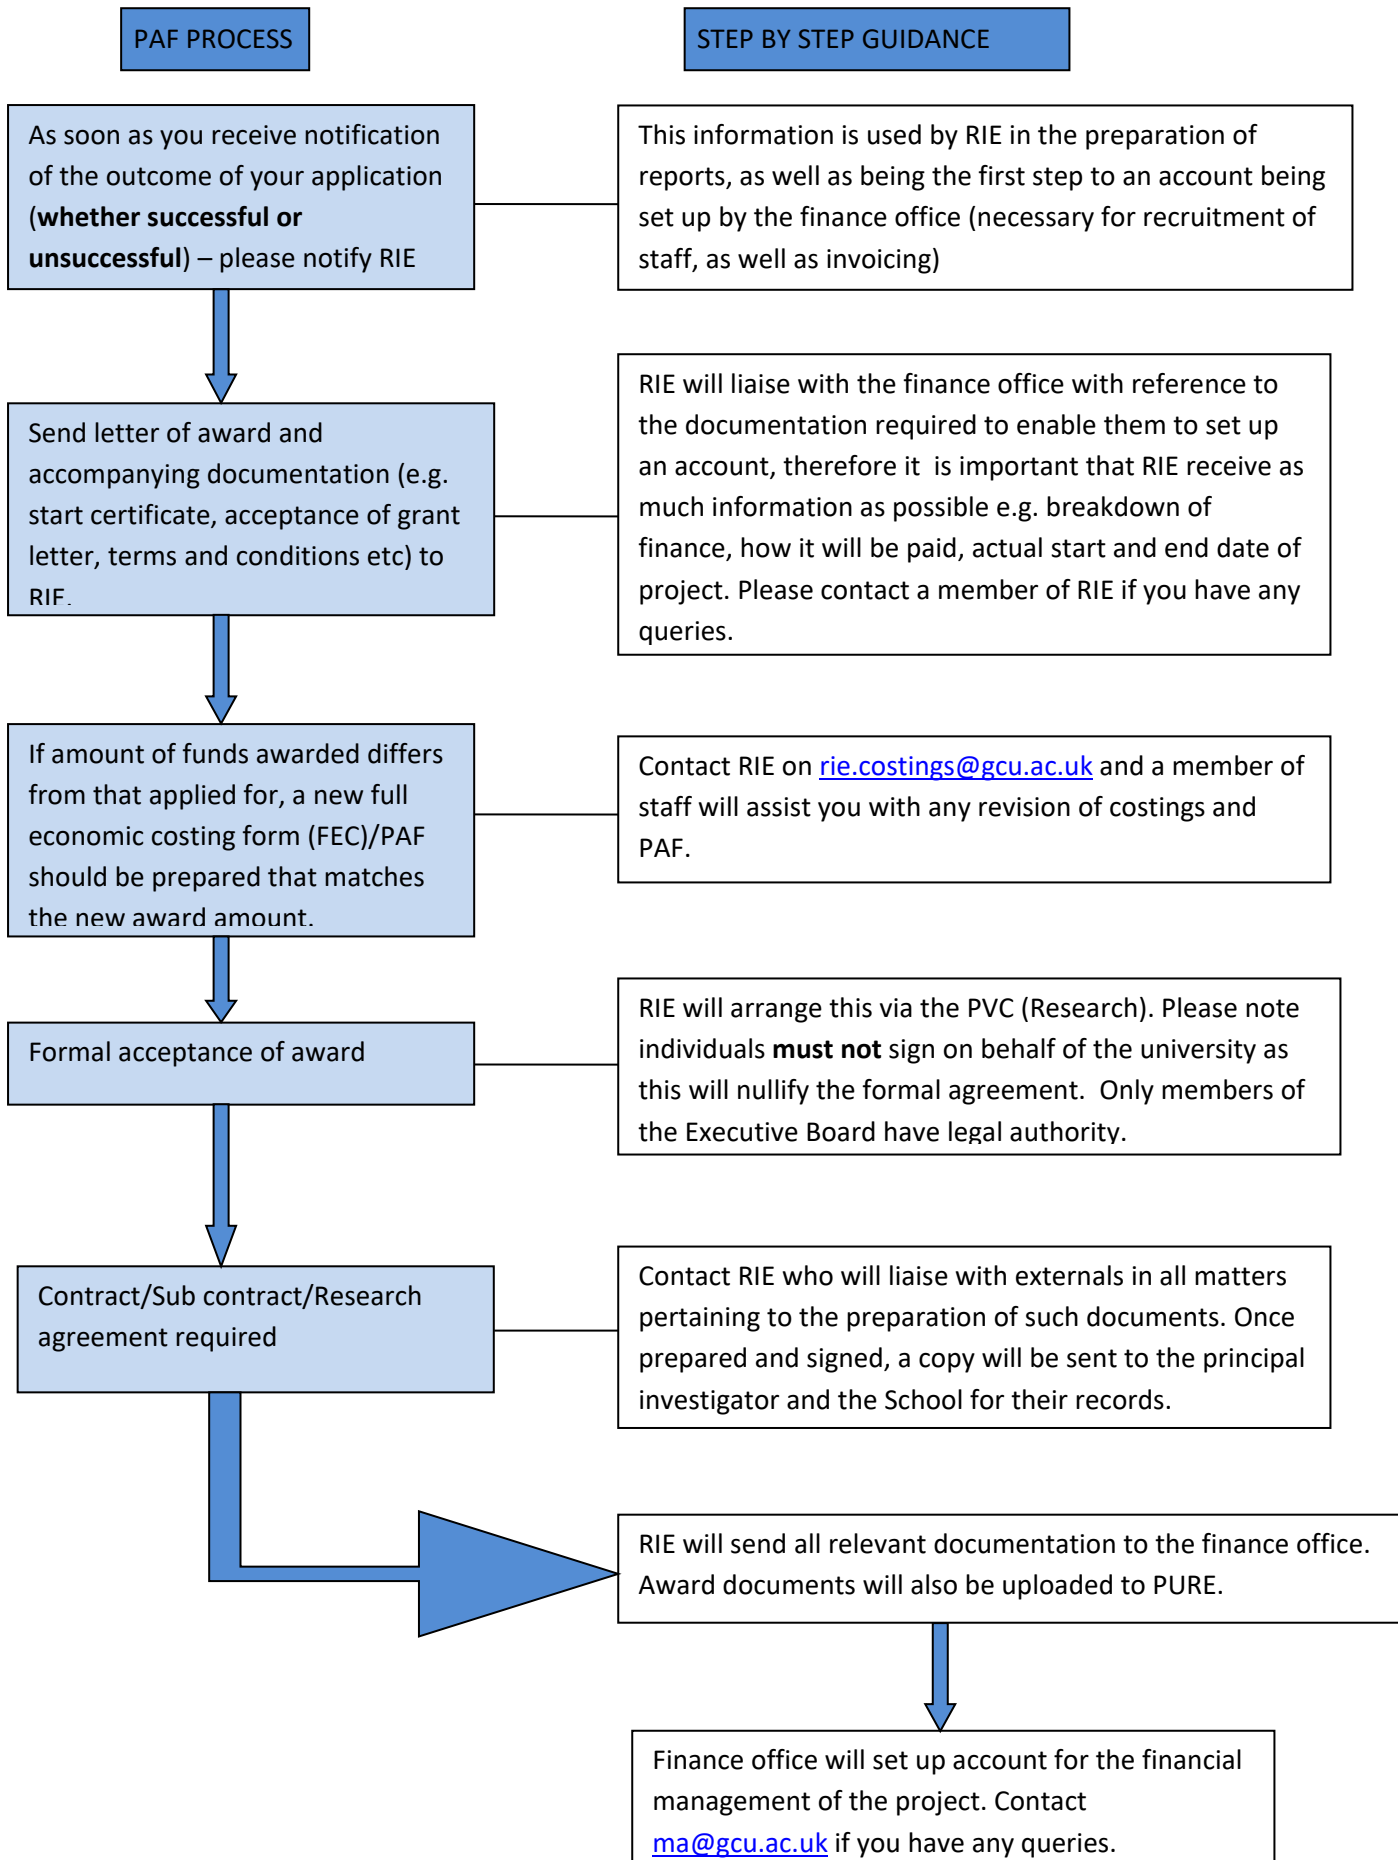 PAF PROCESS
STEP BY STEP GUIDANCE
As soon as you receive notification
of the outcome of your application
(whether successful or
unsuccessful) – please notify RIE
This information is used by RIE in the preparation of
reports, as well as being the first step to an account being
set up by the finance office (necessary for recruitment of
staff, as well as invoicing)
Send letter of award and
accompanying documentation (e.g.
start certificate, acceptance of grant
letter, terms and conditions etc) to
RIE.
RIE will liaise with the finance office with reference to
the documentation required to enable them to set up
an account, therefore it  is important that RIE receive as
much information as possible e.g. breakdown of
finance, how it will be paid, actual start and end date of
project. Please contact a member of RIE if you have any
queries.
If amount of funds awarded differs
from that applied for, a new full
economic costing form (FEC)/PAF
should be prepared that matches
the new award amount.
Contact RIE on rie.costings@gcu.ac.uk and a member of
staff will assist you with any revision of costings and
PAF.
Formal acceptance of award
RIE will arrange this via the PVC (Research). Please note
individuals must not sign on behalf of the university as
this will nullify the formal agreement.  Only members of
the Executive Board have legal authority.
Contract/Sub contract/Research
agreement required
Contact RIE who will liaise with externals in all matters
pertaining to the preparation of such documents. Once
prepared and signed, a copy will be sent to the principal
investigator and the School for their records.
RIE will send all relevant documentation to the finance office.
Award documents will also be uploaded to PURE.
Finance office will set up account for the financial
management of the project. Contact
ma@gcu.ac.uk if you have any queries.